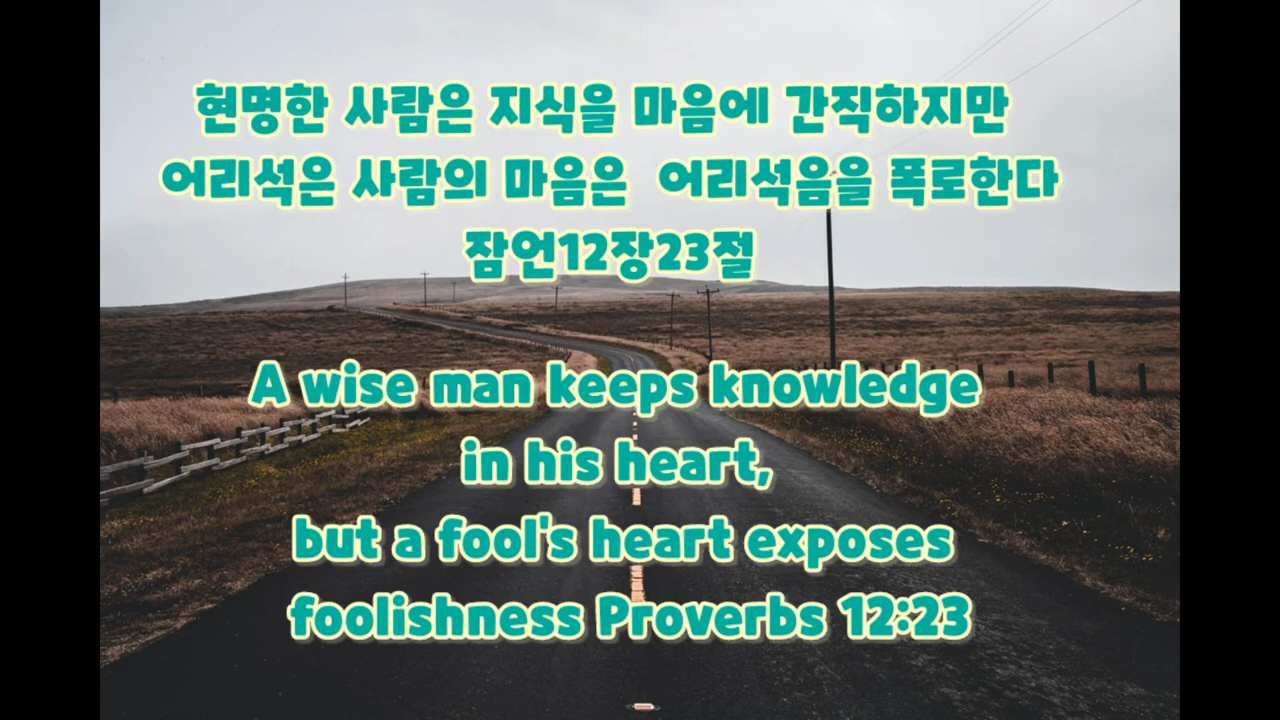 현명한 사람은 지식을 마음에 간직하지만
어리석은 사람의 마음은 어리석음을 폭로한다
잠언12장23절
A wise man keeps knowledge
in his heart,
but a fool's heart exposes
foolishness Proverbs 12:23